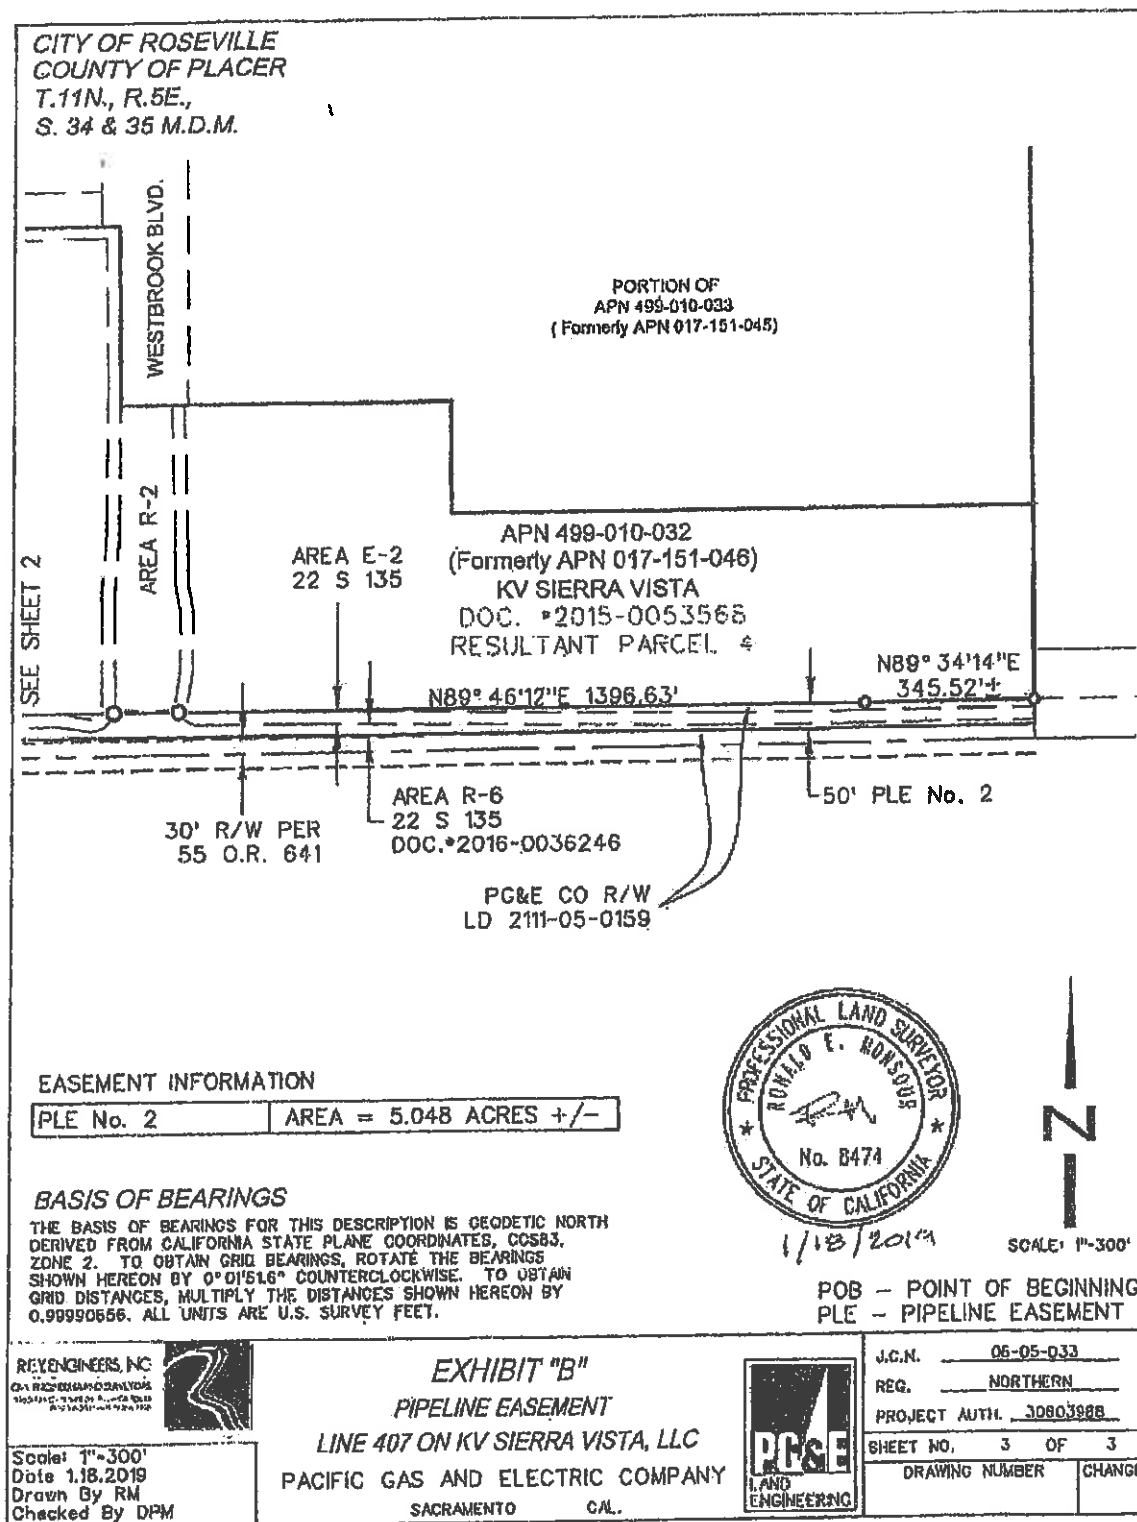 CITY OF ROSEVILLE
COUNTY OF PLACER
T.11N., R.5E.,
S. 34 & 35 M.D.M.
WESTBROOK BLVD.
PORTION OF
APN 499-010-033
( Formerly APN 017-151-045)
AREA R-2
SEE SHEET 2
AREA E-2
22 S 135
APN 499-010-032
(Formerly APN 017-151-046)
KV SIERRA VISTA
DOC. #2015-0053568
RESULTANT PARCEL 4
N89° 34'14"E
345.52'±
N89° 46'12"E 1396.63'
50' PLE No. 2
AREA R-6
22 S 135
DOC.#2016-0036246
30' R/W PER
55 O.R. 641
PG&E CO R/W
LD 2111-05-0159
PROFESSIONAL LAND SURVEYOR
RONALD E. MONSOUR
No. 8474
STATE OF CALIFORNIA
1/18/2019
N
SCALE: 1"=300'
EASEMENT INFORMATION
PLE No. 2 AREA = 5.048 ACRES +/-
BASIS OF BEARINGS
THE BASIS OF BEARINGS FOR THIS DESCRIPTION IS GEODETIC NORTH
DERIVED FROM CALIFORNIA STATE PLANE COORDINATES, CCS83,
ZONE 2. TO OBTAIN GRID BEARINGS, ROTATE THE BEARINGS
SHOWN HEREON BY 0°01'51.6" COUNTERCLOCKWISE. TO OBTAIN
GRID DISTANCES, MULTIPLY THE DISTANCES SHOWN HEREON BY
0.99990656. ALL UNITS ARE U.S. SURVEY FEET.
POB - POINT OF BEGINNING
PLE - PIPELINE EASEMENT
REY ENGINEERS, INC.
Scale: 1"=300'
Date 1.18.2019
Drawn By RM
Checked By DPM
EXHIBIT "B"
PIPELINE EASEMENT
LINE 407 ON KV SIERRA VISTA, LLC
PACIFIC GAS AND ELECTRIC COMPANY
SACRAMENTO CAL.
PG&E
LAND
ENGINEERING
J.C.N. 06-05-033
REG. NORTHERN
PROJECT AUTH. 30803988
SHEET NO. 3 OF 3
DRAWING NUMBER CHANGE